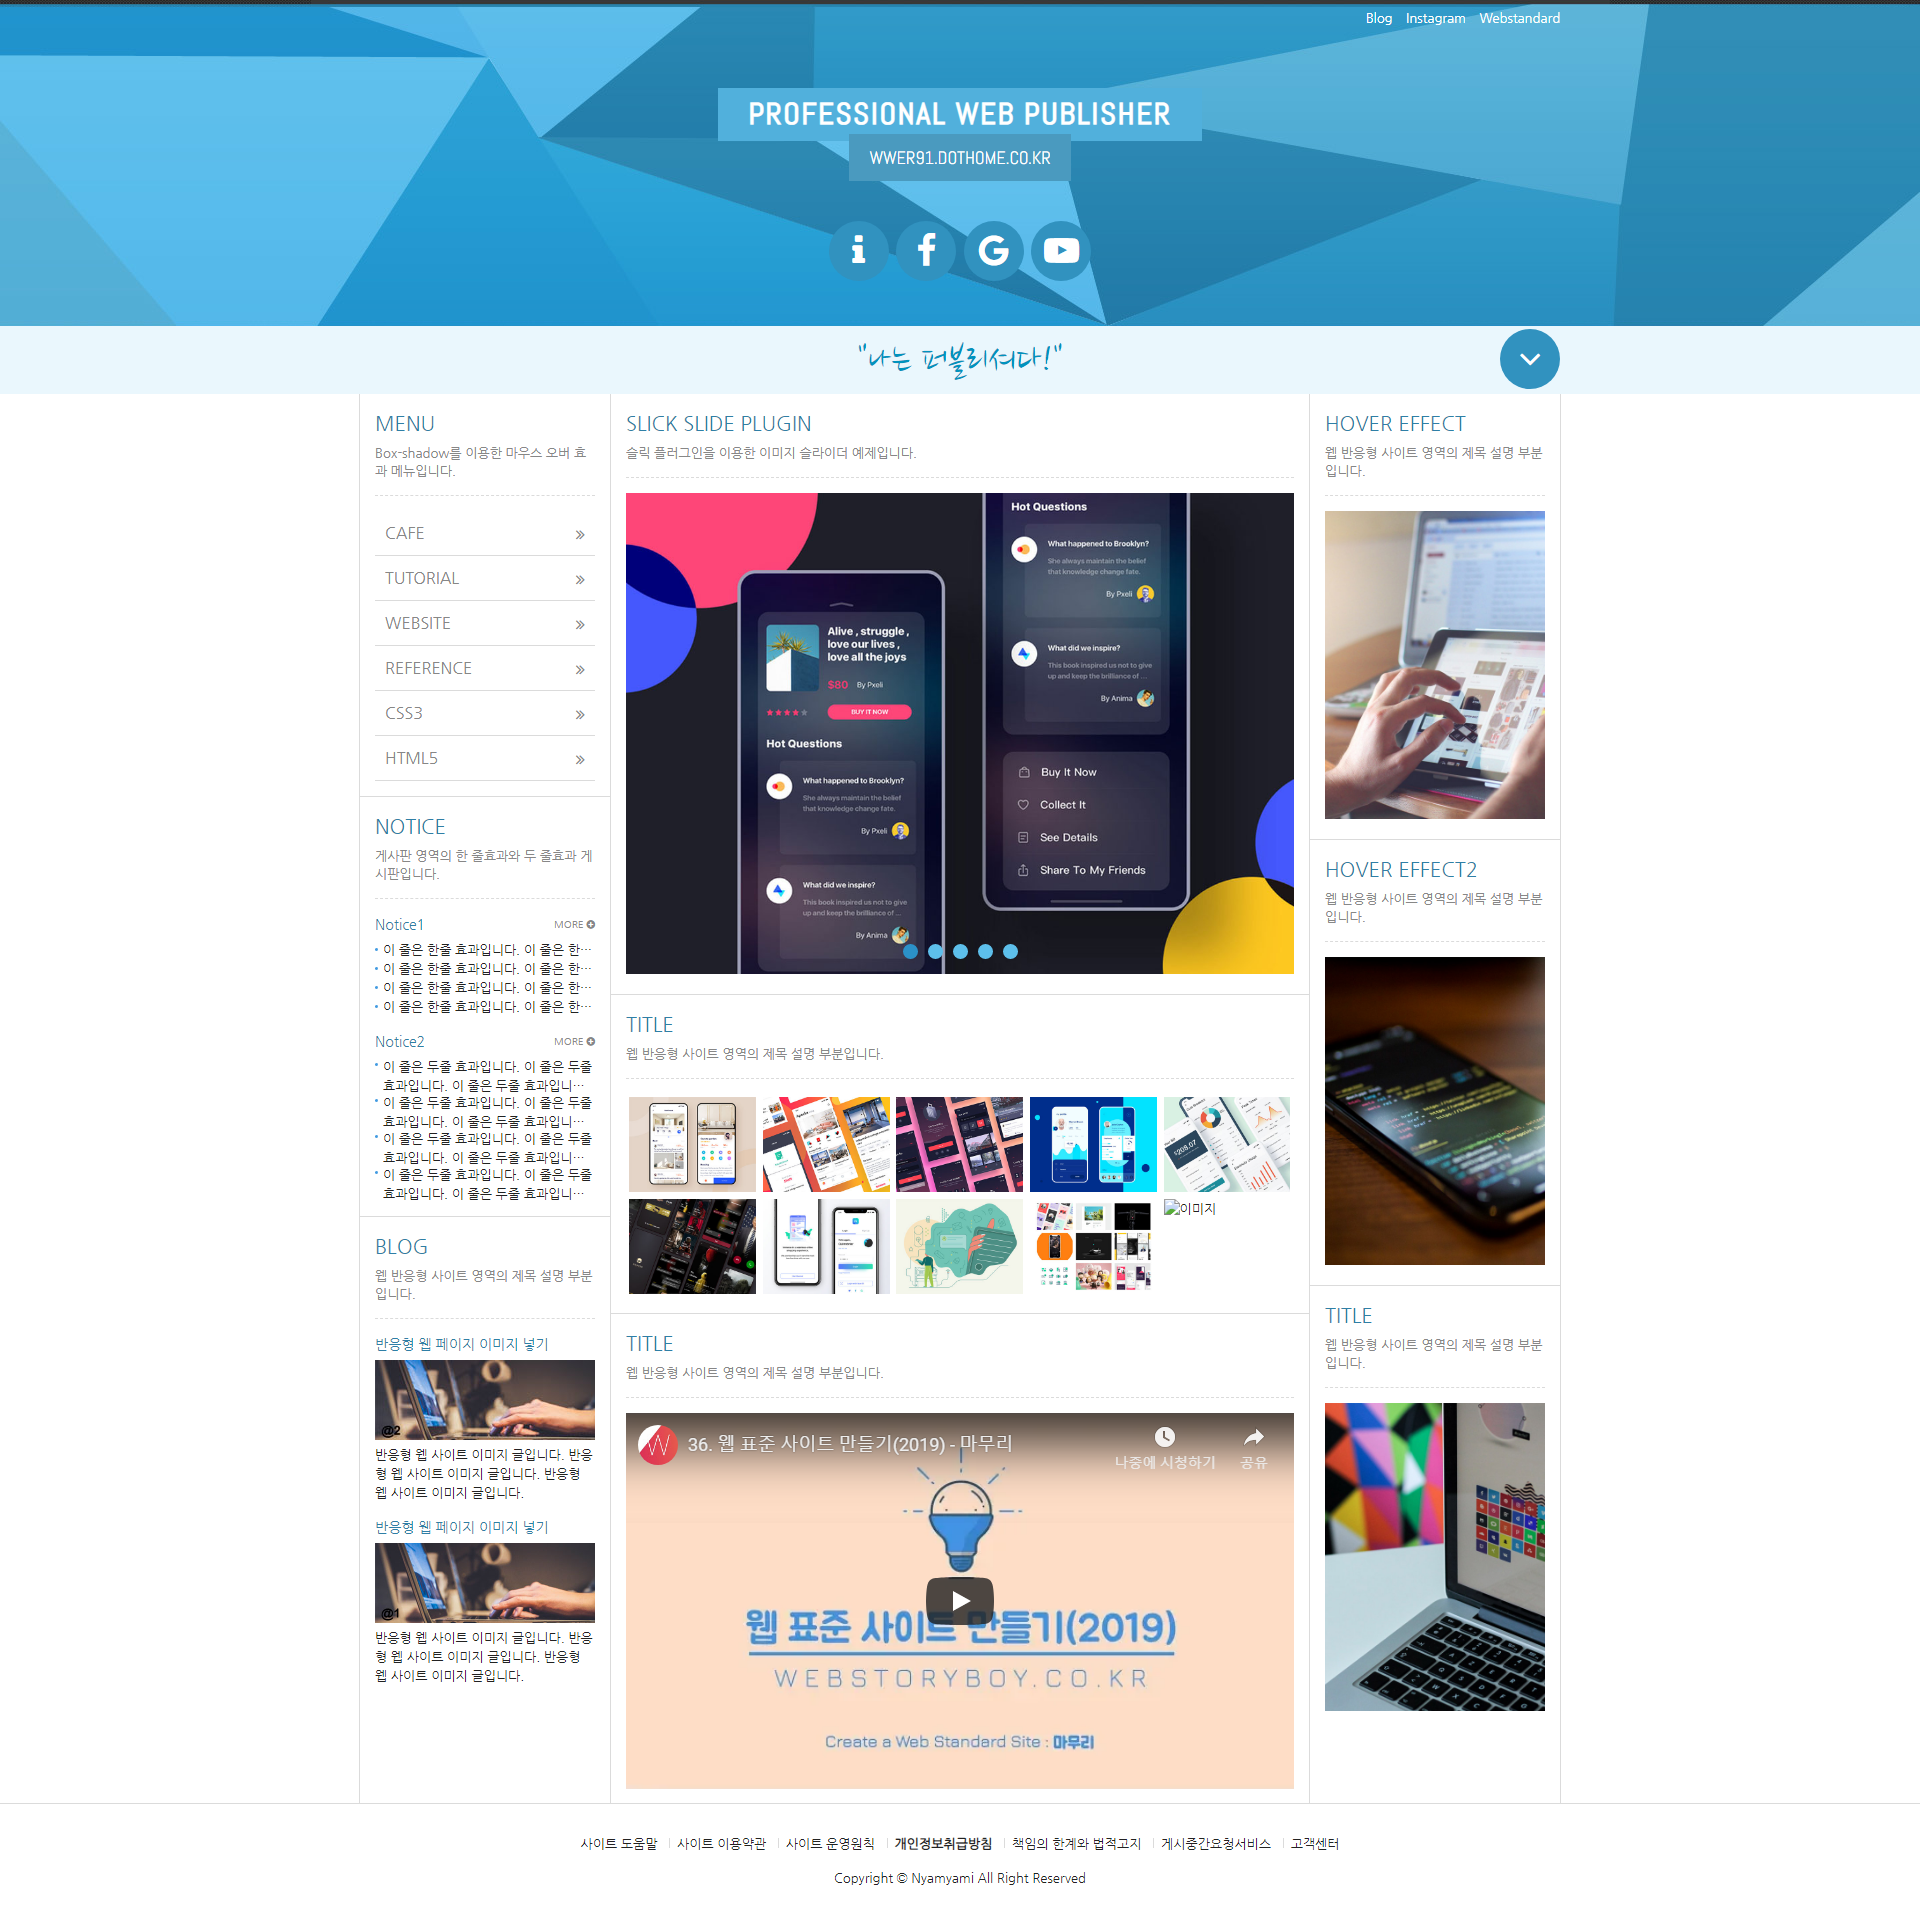 Blog Instagram Webstandard
PROFESSIONAL WEB PUBLISHER
WWER91.DOTHOME.CO.KR
"나는 퍼블리셔다!"
MENU
Box-shadow를 이용한 마우스 오버 효
과 메뉴입니다.
CAFE
TUTORIAL
WEBSITE
REFERENCE
CSS3
HTML5
NOTICE
게사판 영역의 한 줄효과와 두 줄효과 게
시판입니다.
Notice1 MORE
이 줄은 한줄 효과입니다. 이 줄은 한…
이 줄은 한줄 효과입니다. 이 줄은 한…
이 줄은 한줄 효과입니다. 이 줄은 한…
이 줄은 한줄 효과입니다. 이 줄은 한…
Notice2 MORE
이 줄은 두줄 효과입니다. 이 줄은 두줄
효과입니다. 이 줄은 두줄 효과입니…
이 줄은 두줄 효과입니다. 이 줄은 두줄
효과입니다. 이 줄은 두줄 효과입니…
이 줄은 두줄 효과입니다. 이 줄은 두줄
효과입니다. 이 줄은 두줄 효과입니…
이 줄은 두줄 효과입니다. 이 줄은 두줄
효과입니다. 이 줄은 두줄 효과입니…
BLOG
웹 반응형 사이트 영역의 제목 설명 부분
입니다.
반응형 웹 페이지 이미지 넣기
@2
반응형 웹 사이트 이미지 글입니다. 반응
형 웹 사이트 이미지 글입니다. 반응형
웹 사이트 이미지 글입니다.
반응형 웹 페이지 이미지 넣기
@1
반응형 웹 사이트 이미지 글입니다. 반응
형 웹 사이트 이미지 글입니다. 반응형
웹 사이트 이미지 글입니다.
SLICK SLIDE PLUGIN
슬릭 플러그인을 이용한 이미지 슬라이더 예제입니다.
Alive , struggle ,
love our lives ,
love all the joys
$80 By Pxeli
BUY IT NOW
Hot Questions
What happened to Brooklyn?
She always maintain the belief
that knowledge change fate.
By Pxeli
What did we inspire?
This book inspired us not to give
up and keep the brilliance of ...
By Anima
Hot Questions
What happened to Brooklyn?
She always maintain the belief
that knowledge change fate.
By Pxeli
What did we inspire?
This book inspired us not to give
up and keep the brilliance of ...
By Anima
Buy It Now
Collect It
See Details
Share To My Friends
TITLE
웹 반응형 사이트 영역의 제목 설명 부분입니다.
$208.07
이미지
TITLE
웹 반응형 사이트 영역의 제목 설명 부분입니다.
36. 웹 표준 사이트 만들기(2019) - 마무리
나중에 시청하기 공유
웹 표준 사이트 만들기(2019)
WEBSTORYBOY.CO.KR
Create a Web Standard Site : 마무리
HOVER EFFECT
웹 반응형 사이트 영역의 제목 설명 부분
입니다.
HOVER EFFECT2
웹 반응형 사이트 영역의 제목 설명 부분
입니다.
TITLE
웹 반응형 사이트 영역의 제목 설명 부분
입니다.
사이트 도움말 사이트 이용약관 사이트 운영원칙 개인정보취급방침 책임의 한계와 법적고지 게시중간요청서비스 고객센터
Copyright © Nyamyami All Right Reserved